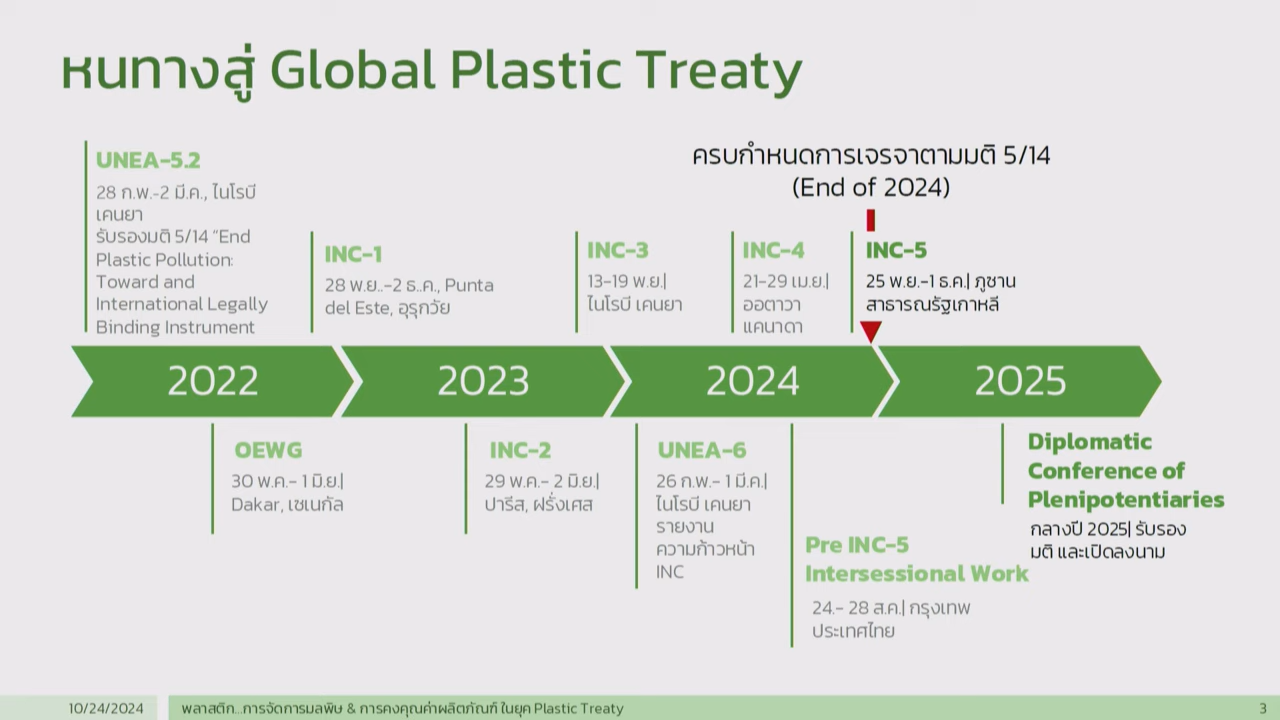 หนทางสู่ Global Plastic Treaty
UNEA-5.2
28 ก.พ.-2 มี.ค., ไนโรบี
เคนยา
รับรองมติ 5/14 “End
Plastic Pollution:
Toward and
International Legally
Binding Instrument
INC-1
28 พ.ย..-2 ธ..ค., Punta
del Este, อุรุกวัย
INC-3
13-19 พ.ย|
ไนโรบี เคนยา
INC-4
21-29 เม.ย|
ออตาวา
แคนาดา
ครบกำหนดการเจรจาตามมติ 5/14
(End of 2024)
INC-5
25 พ.ย.-1 ธ.ค.| ภูซาน
สาธารณรัฐเกาหลี
2022
2023
2024
2025
OEWG
30 พ.ค.- 1 มิ.ย.|
Dakar, เซเนกัล
INC-2
29 พ.ค.- 2 มิ.ย.|
ปารีส, ฝรั่งเศส
UNEA-6
26 ก.พ.- 1 มี.ค.|
ไนโรบี เคนยา
รายงาน
ความก้าวหน้า
INC
Pre INC-5
Intersessional Work
24.- 28 ส.ค.| กรุงเทพ
ประเทศไทย
Diplomatic
Conference of
Plenipotentiaries
กลางปี 2025| รับรอง
มติ และเปิดลงนาม
10/24/2024
พลาสติก...การจัดการมลพิษ & การคงคุณค่าผลิตภัณฑ์ ในยุค Plastic Treaty
3